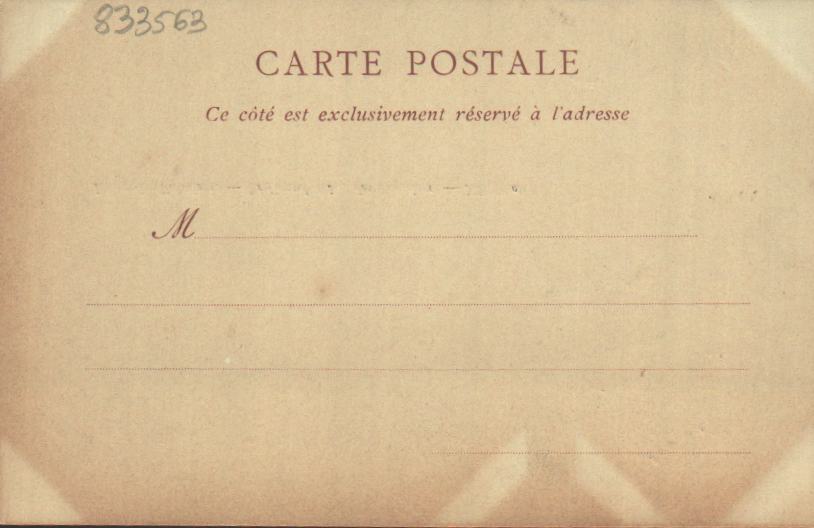 833563
CARTE POSTALE
Ce côté est exclusivement réservé à l'adresse
M